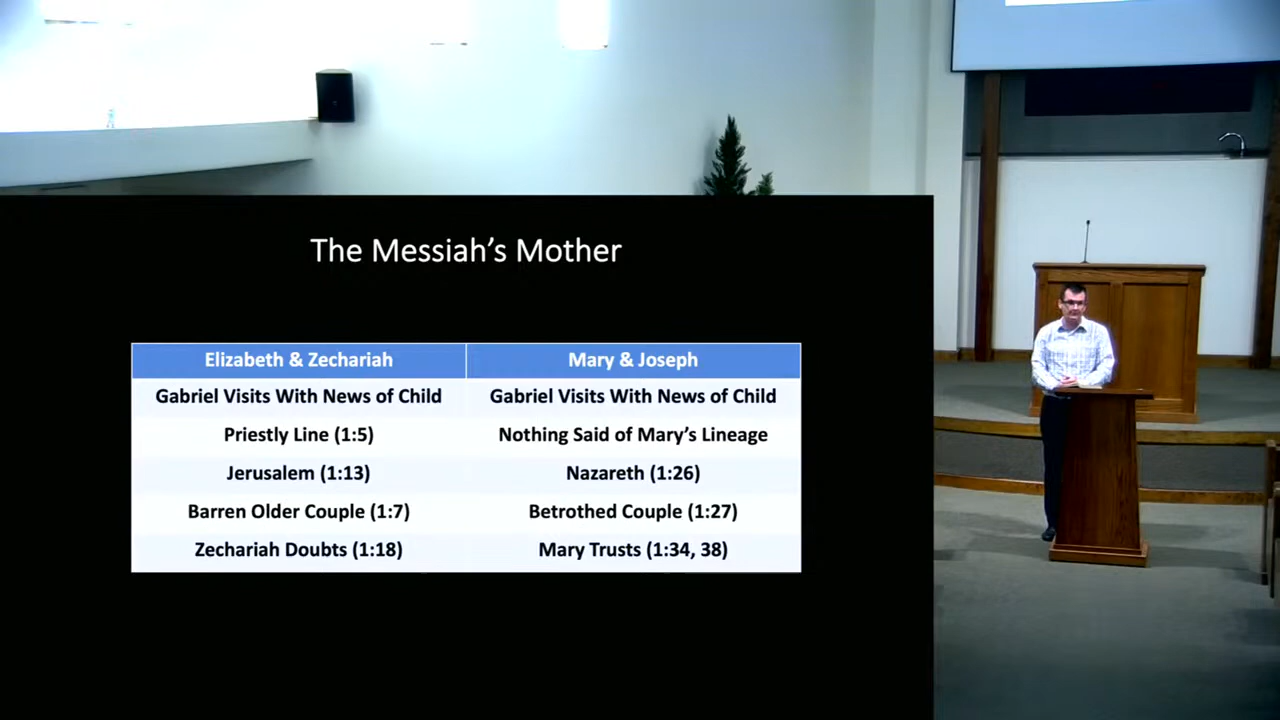 The Messiah’s Mother
Elizabeth & Zechariah Mary & Joseph
Gabriel Visits With News of Child Gabriel Visits With News of Child
Priestly Line (1:5) Nothing Said of Mary’s Lineage
Jerusalem (1:13) Nazareth (1:26)
Barren Older Couple (1:7) Betrothed Couple (1:27)
Zechariah Doubts (1:18) Mary Trusts (1:34, 38)